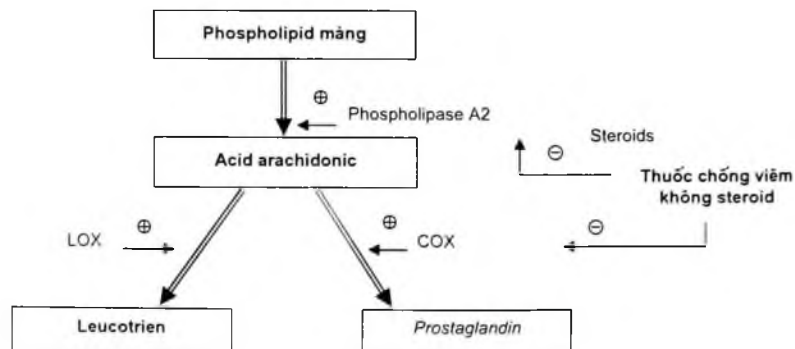 Phospholipid màng
⊕
Phospholipase A2
Acid arachidonic
Steroids
⊖
Thuốc chống viêm
không steroid
LOX
⊕
⊕
COX
⊖
Leucotrien
Prostaglandin